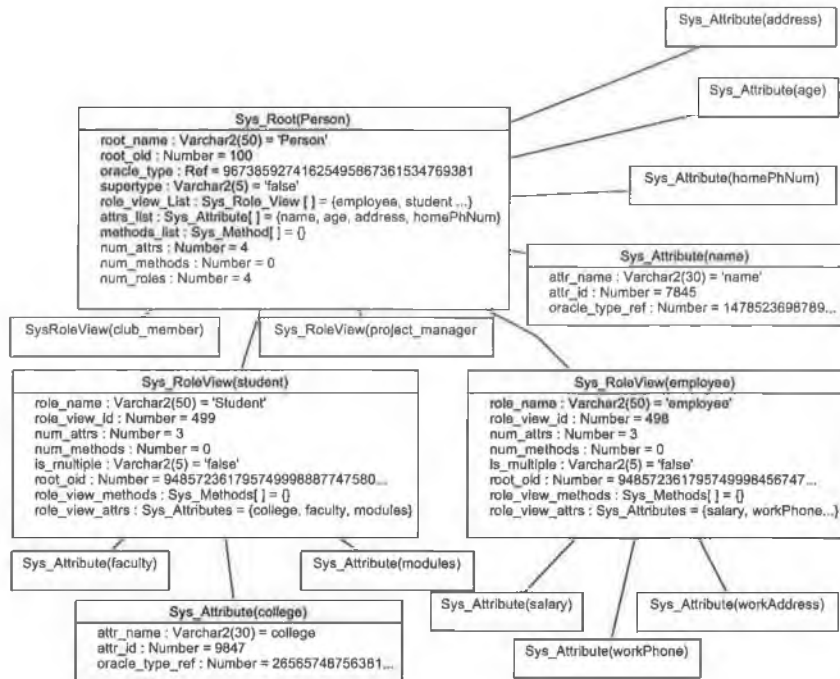 Sys_Attribute(address)
Sys_Attribute(age)
Sys_Root(Person)
root_name : Varchar2(50) = 'Person'
root_oid : Number = 100
oracle_type : Ref = 967385927416254958673615347693​81
supertype : Varchar2(5) = 'false'
role_view_List : Sys_Role_View [ ] = {employee, student ...}
attrs_list : Sys_Attribute[ ] = {name, age, address, homePhNum}
methods_list : Sys_Method[ ] = {}
num_attrs : Number = 4
num_methods : Number = 0
num_roles : Number = 4
Sys_Attribute(homePhNum)
Sys_Attribute(name)
attr_name : Varchar2(30) = 'name'
attr_id : Number = 7845
oracle_type_ref : Number = 1478523698789...
SysRoleView(club_member)
Sys_RoleView(project_manager
Sys_RoleView(student)
role_name : Varchar2(50) = 'Student'
role_view_id : Number = 499
num_attrs : Number = 3
num_methods : Number = 0
is_multiple : Varchar2(5) = 'false'
root_oid : Number = 9485723617957499988877​47580...
role_view_methods : Sys_Methods[ ] = {}
role_view_attrs : Sys_Attributes = {college, faculty, modules}
Sys_RoleView(employee)
role_name : Varchar2(50) = 'employee'
role_view_id : Number = 498
num_attrs : Number = 3
num_methods : Number = 0
is_multiple : Varchar2(5) = 'false'
root_oid : Number = 948572361795749998456747...
role_view_methods : Sys_Methods[ ] = {}
role_view_attrs : Sys_Attributes = {salary, workPhone...}
Sys_Attribute(faculty)
Sys_Attribute(modules)
Sys_Attribute(college)
attr_name : Varchar2(30) = college
attr_id : Number = 9847
oracle_type_ref : Number = 26565748756381...
Sys_Attribute(salary)
Sys_Attribute(workAddress)
Sys_Attribute(workPhone)